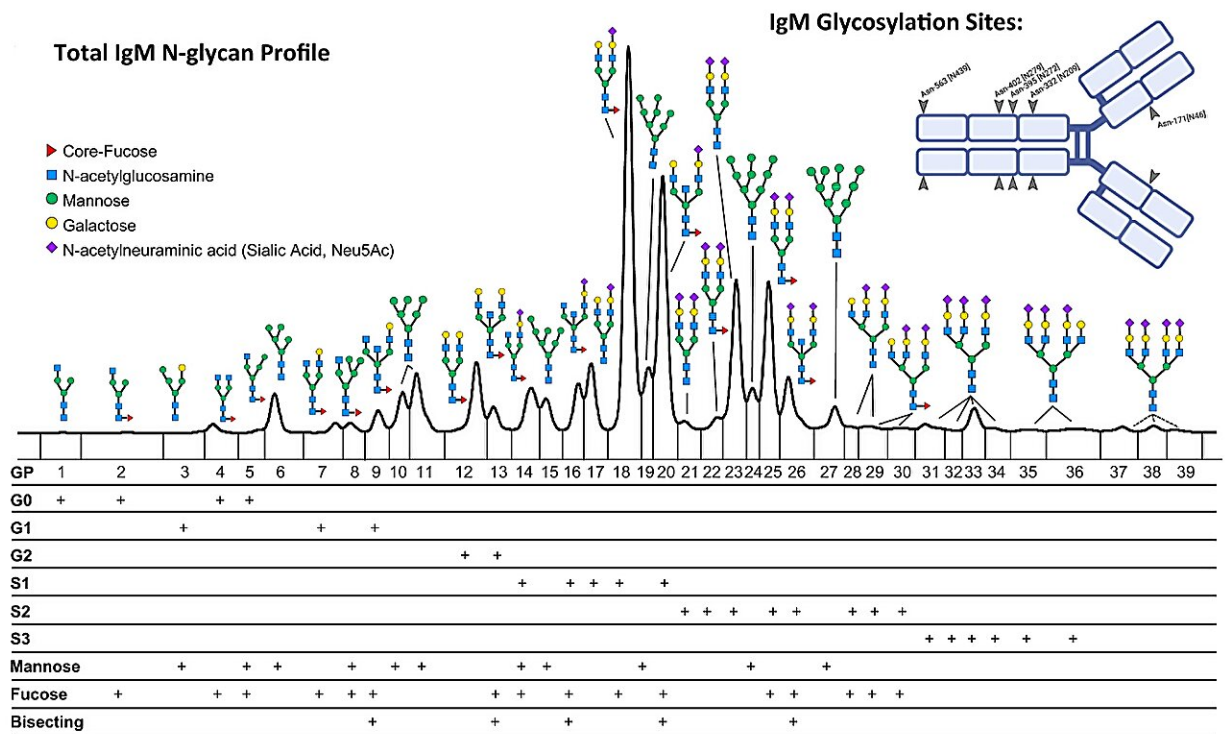 IgM Glycosylation Sites:
Total IgM N-glycan Profile
Asn-563 [N439]
Asn-402 [N279]
Asn-395 [N272]
Asn-332 [N209]
Asn-171[N46]
Core-Fucose
N-acetylglucosamine
Mannose
Galactose
N-acetylneuraminic acid (Sialic Acid, Neu5Ac)
GP 1 2 3 4 5 6 7 8 9 10 11 12 13 14 15 16 17 18 19 20 21 22 23 24 25 26 27 28 29 30 31 32 33 34 35 36 37 38 39
G0 + + + +
G1 + + +
G2 + +
S1 + + + + +
S2 + + + + + + + +
S3 + + + + + +
Mannose + + + + + + + + + + +
Fucose + + + + + + + + + + + + + + + +
Bisecting + + + + +